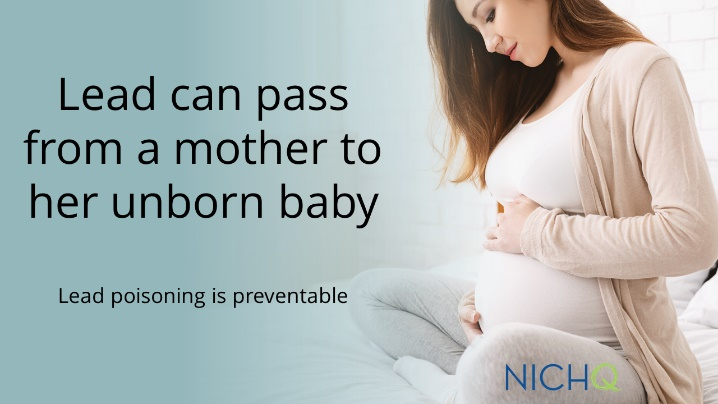 Lead can pass
from a mother to
her unborn baby
Lead poisoning is preventable
NICHQ